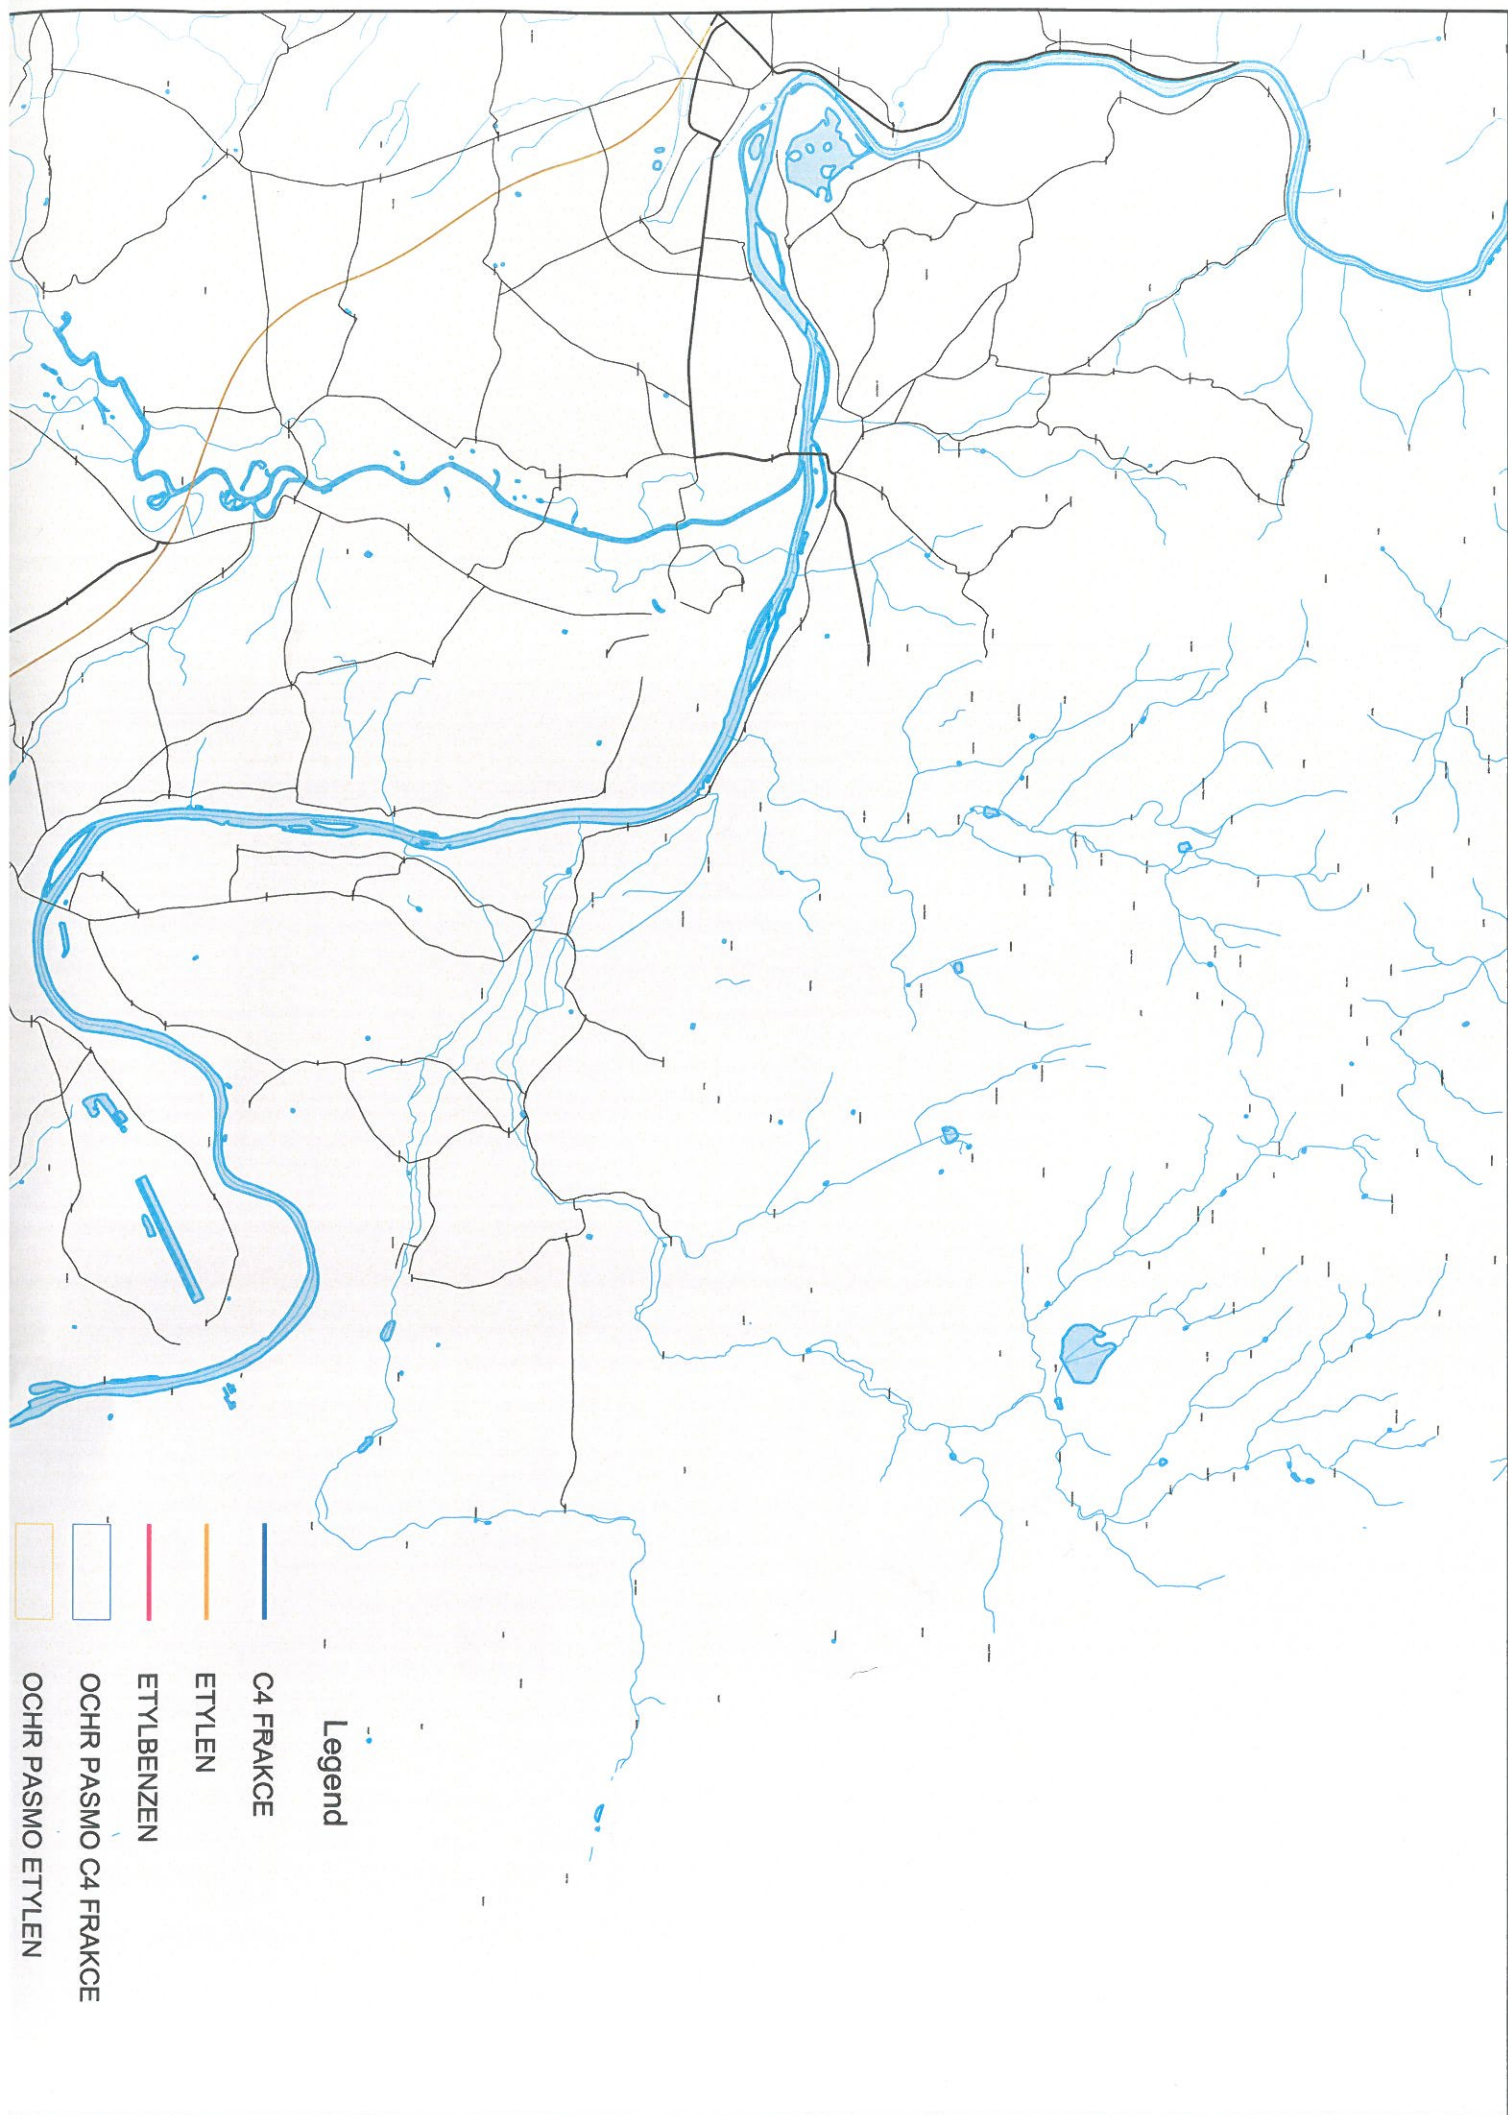 Legend
C4 FRAKCE
ETYLEN
ETYLBENZEN
OCHR PASMO C4 FRAKCE
OCHR PASMO ETYLEN